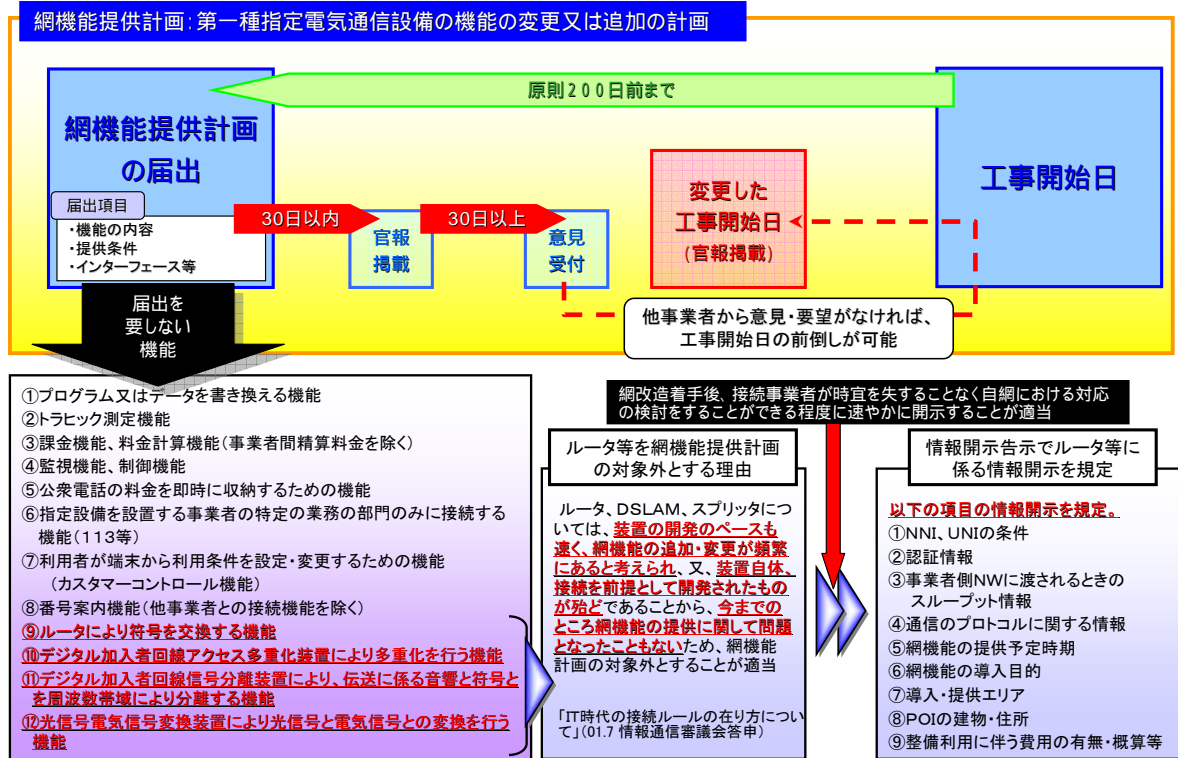 網機能提供計画：第一種指定電気通信設備の機能の変更又は追加の計画
原則２００日前まで
網機能提供計画
の届出
届出項目
・機能の内容
・提供条件
・インターフェース等
30日以内
官報
掲載
30日以上
意見
受付
変更した
工事開始日
(官報掲載)
工事開始日
他事業者から意見・要望がなければ、
工事開始日の前倒しが可能
届出を
要しない
機能
①プログラム又はデータを書き換える機能
②トラヒック測定機能
③課金機能、料金計算機能（事業者間精算料金を除く）
④監視機能、制御機能
⑤公衆電話の料金を即時に収納するための機能
⑥指定設備を設置する事業者の特定の業務の部門のみに接続する
機能（113等）
⑦利用者が端末から利用条件を設定・変更するための機能
（カスタマーコントロール機能）
⑧番号案内機能（他事業者との接続機能を除く）
⑨ルータにより符号を交換する機能
⑩デジタル加入者回線アクセス多重化装置により多重化を行う機能
⑪デジタル加入者回線信号分離装置により、伝送に係る音響と符号と
を周波数帯域により分離する機能
⑫光信号電気信号変換装置により光信号と電気信号との変換を行う
機能
網改造着手後、接続事業者が時宜を失することなく自網における対応
の検討をすることができる程度に速やかに開示することが適当
ルータ等を網機能提供計画
の対象外とする理由
ルータ、DSLAM、スプリッタにつ
いては、装置の開発のペースも
速く、網機能の追加・変更が頻繁
にあると考えられ、又、装置自体、
接続を前提として開発されたもの
が殆どであることから、今までの
ところ網機能の提供に関して問題
となったこともないため、網機能
計画の対象外とすることが適当
「IT時代の接続ルールの在り方につい
て」（01.7 情報通信審議会答申）
情報開示告示でルータ等に
係る情報開示を規定
以下の項目の情報開示を規定。
①NNI、UNIの条件
②認証情報
③事業者側NWに渡されるときの
スループット情報
④通信のプロトコルに関する情報
⑤網機能の提供予定時期
⑥網機能の導入目的
⑦導入・提供エリア
⑧POIの建物・住所
⑨整備利用に伴う費用の有無・概算等